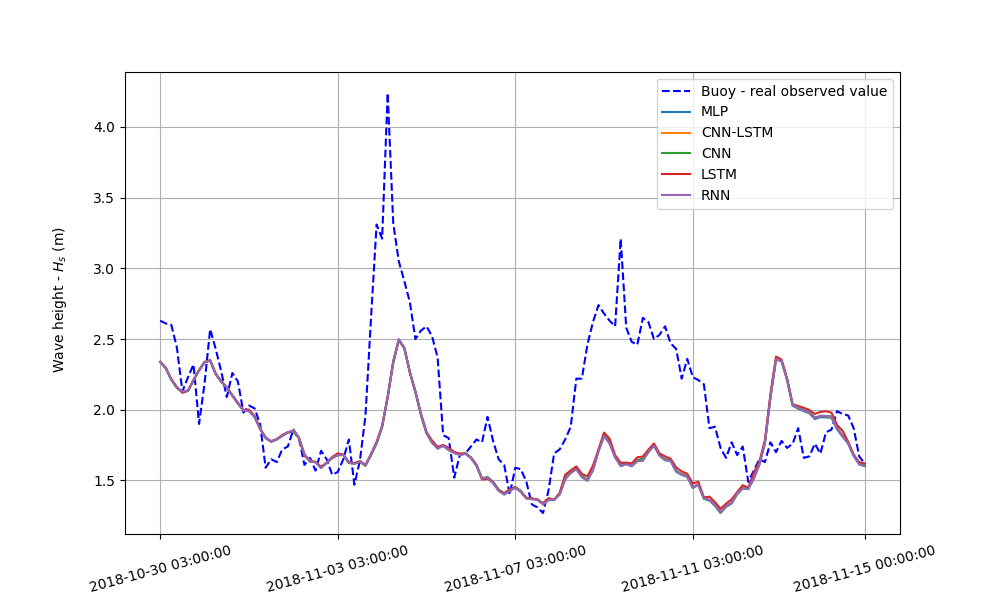 Buoy - real observed value
MLP
CNN-LSTM
CNN
LSTM
RNN
Wave height - Hs (m)
4.0
3.5
3.0
2.5
2.0
1.5
2018-10-30 03:00:00
2018-11-03 03:00:00
2018-11-07 03:00:00
2018-11-11 03:00:00
2018-11-15 00:00:00